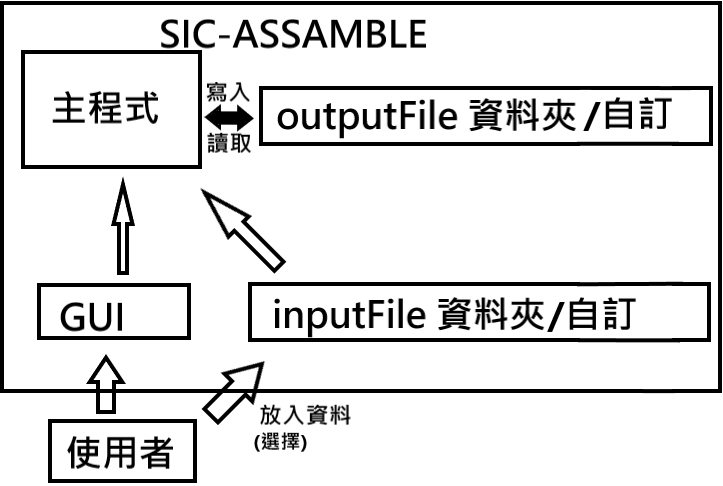 SIC-ASSAMBLE
主程式
寫入
讀取
outputFile 資料夾 /自訂
GUI
inputFile 資料夾/自訂
使用者
放入資料
(選擇)